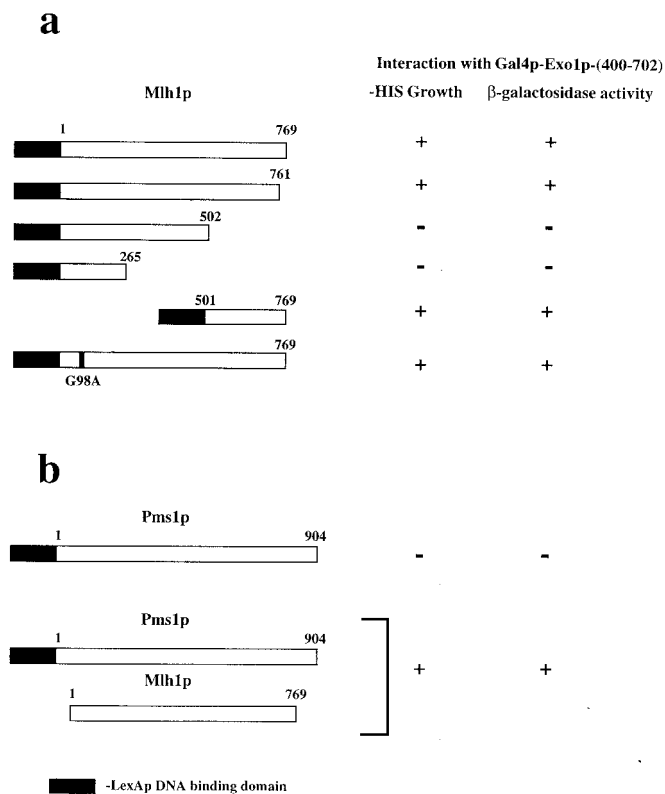 a
Interaction with Gal4p-Exo1p-(400-702)
Mlh1p
-HIS Growth β-galactosidase activity
1 769
+ +
761
+ +
502
- -
265
- -
501 769
+ +
769
+ +
G98A
b
Pms1p
1 904
- -
Pms1p
1 904
Mlh1p
+ +
1 769
-LexAp DNA binding domain